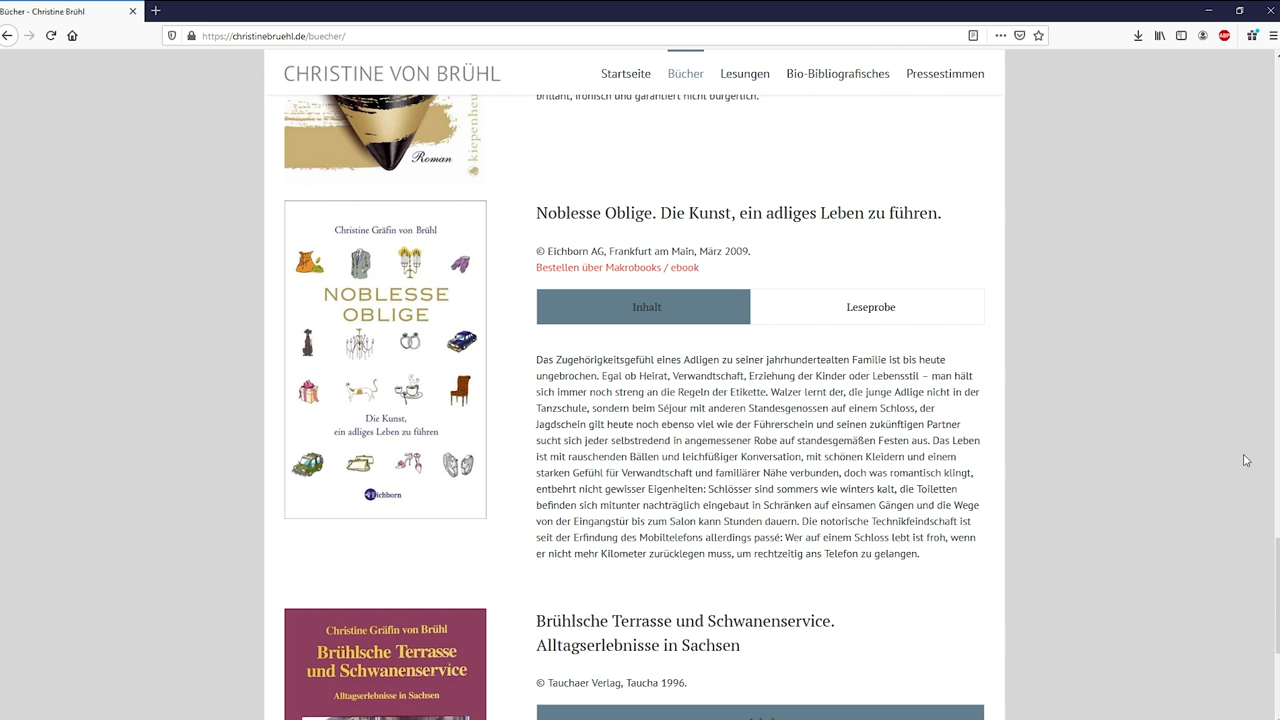 Bücher - Christine Brühl
https://christinebruehl.de/buecher/
CHRISTINE VON BRÜHL
Startseite
Bücher
Lesungen
Bio-Bibliografisches
Pressestimmen
brillant, ironisch und garantiert nicht bürgerlich.
Roman
kiepenheu
Christine Gräfin von Brühl
NOBLESSE
OBLIGE
Die Kunst,
ein adliges Leben zu führen
Eichborn
Noblesse Oblige. Die Kunst, ein adliges Leben zu führen.
© Eichborn AG, Frankfurt am Main, März 2009.
Bestellen über Makrobooks / ebook
Inhalt
Leseprobe
Das Zugehörigkeitsgefühl eines Adligen zu seiner jahrhundertealten Familie ist bis heute
ungebrochen. Egal ob Heirat, Verwandtschaft, Erziehung der Kinder oder Lebensstil – man hält
sich immer noch streng an die Regeln der Etikette. Walzer lernt der, die junge Adlige nicht in der
Tanzschule, sondern beim Séjour mit anderen Standesgenossen auf einem Schloss, der
Jagdschein gilt heute noch ebenso viel wie der Führerschein und seinen zukünftigen Partner
sucht sich jeder selbstredend in angemessener Robe auf standesgemäßen Festen aus. Das Leben
ist mit rauschenden Bällen und leichfüßiger Konversation, mit schönen Kleidern und einem
starken Gefühl für Verwandtschaft und familiärer Nähe verbunden, doch was romantisch klingt,
entbehrt nicht gewisser Eigenheiten: Schlösser sind sommers wie winters kalt, die Toiletten
befinden sich mitunter nachträglich eingebaut in Schränken auf einsamen Gängen und die Wege
von der Eingangstür bis zum Salon kann Stunden dauern. Die notorische Technikfeindschaft ist
seit der Erfindung des Mobiltelefons allerdings passé: Wer auf einem Schloss lebt ist froh, wenn
er nicht mehr Kilometer zurücklegen muss, um rechtzeitig ans Telefon zu gelangen.
Christine Gräfin von Brühl
Brühlsche Terrasse
und Schwanenservice
Alltagserlebnisse in Sachsen
Brühlsche Terrasse und Schwanenservice.
Alltagserlebnisse in Sachsen
© Tauchaer Verlag, Taucha 1996.